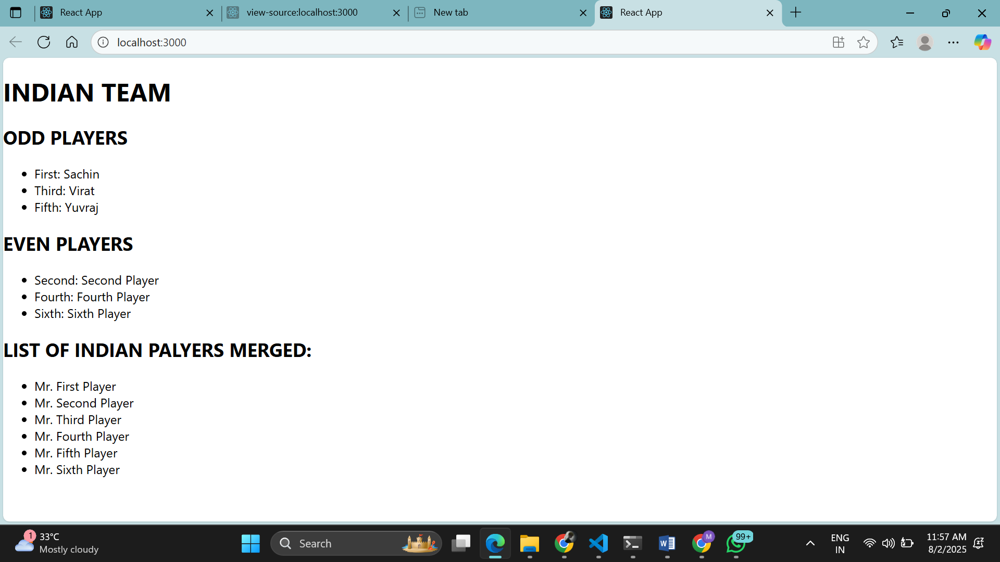 React App
view-source:localhost:3000
New tab
React App
localhost:3000
INDIAN TEAM
ODD PLAYERS
First: Sachin
Third: Virat
Fifth: Yuvraj
EVEN PLAYERS
Second: Second Player
Fourth: Fourth Player
Sixth: Sixth Player
LIST OF INDIAN PALYERS MERGED:
Mr. First Player
Mr. Second Player
Mr. Third Player
Mr. Fourth Player
Mr. Fifth Player
Mr. Sixth Player
1
33°C
Mostly cloudy
Search
W
M
99+
ENG
IN
11:57 AM
8/2/2025